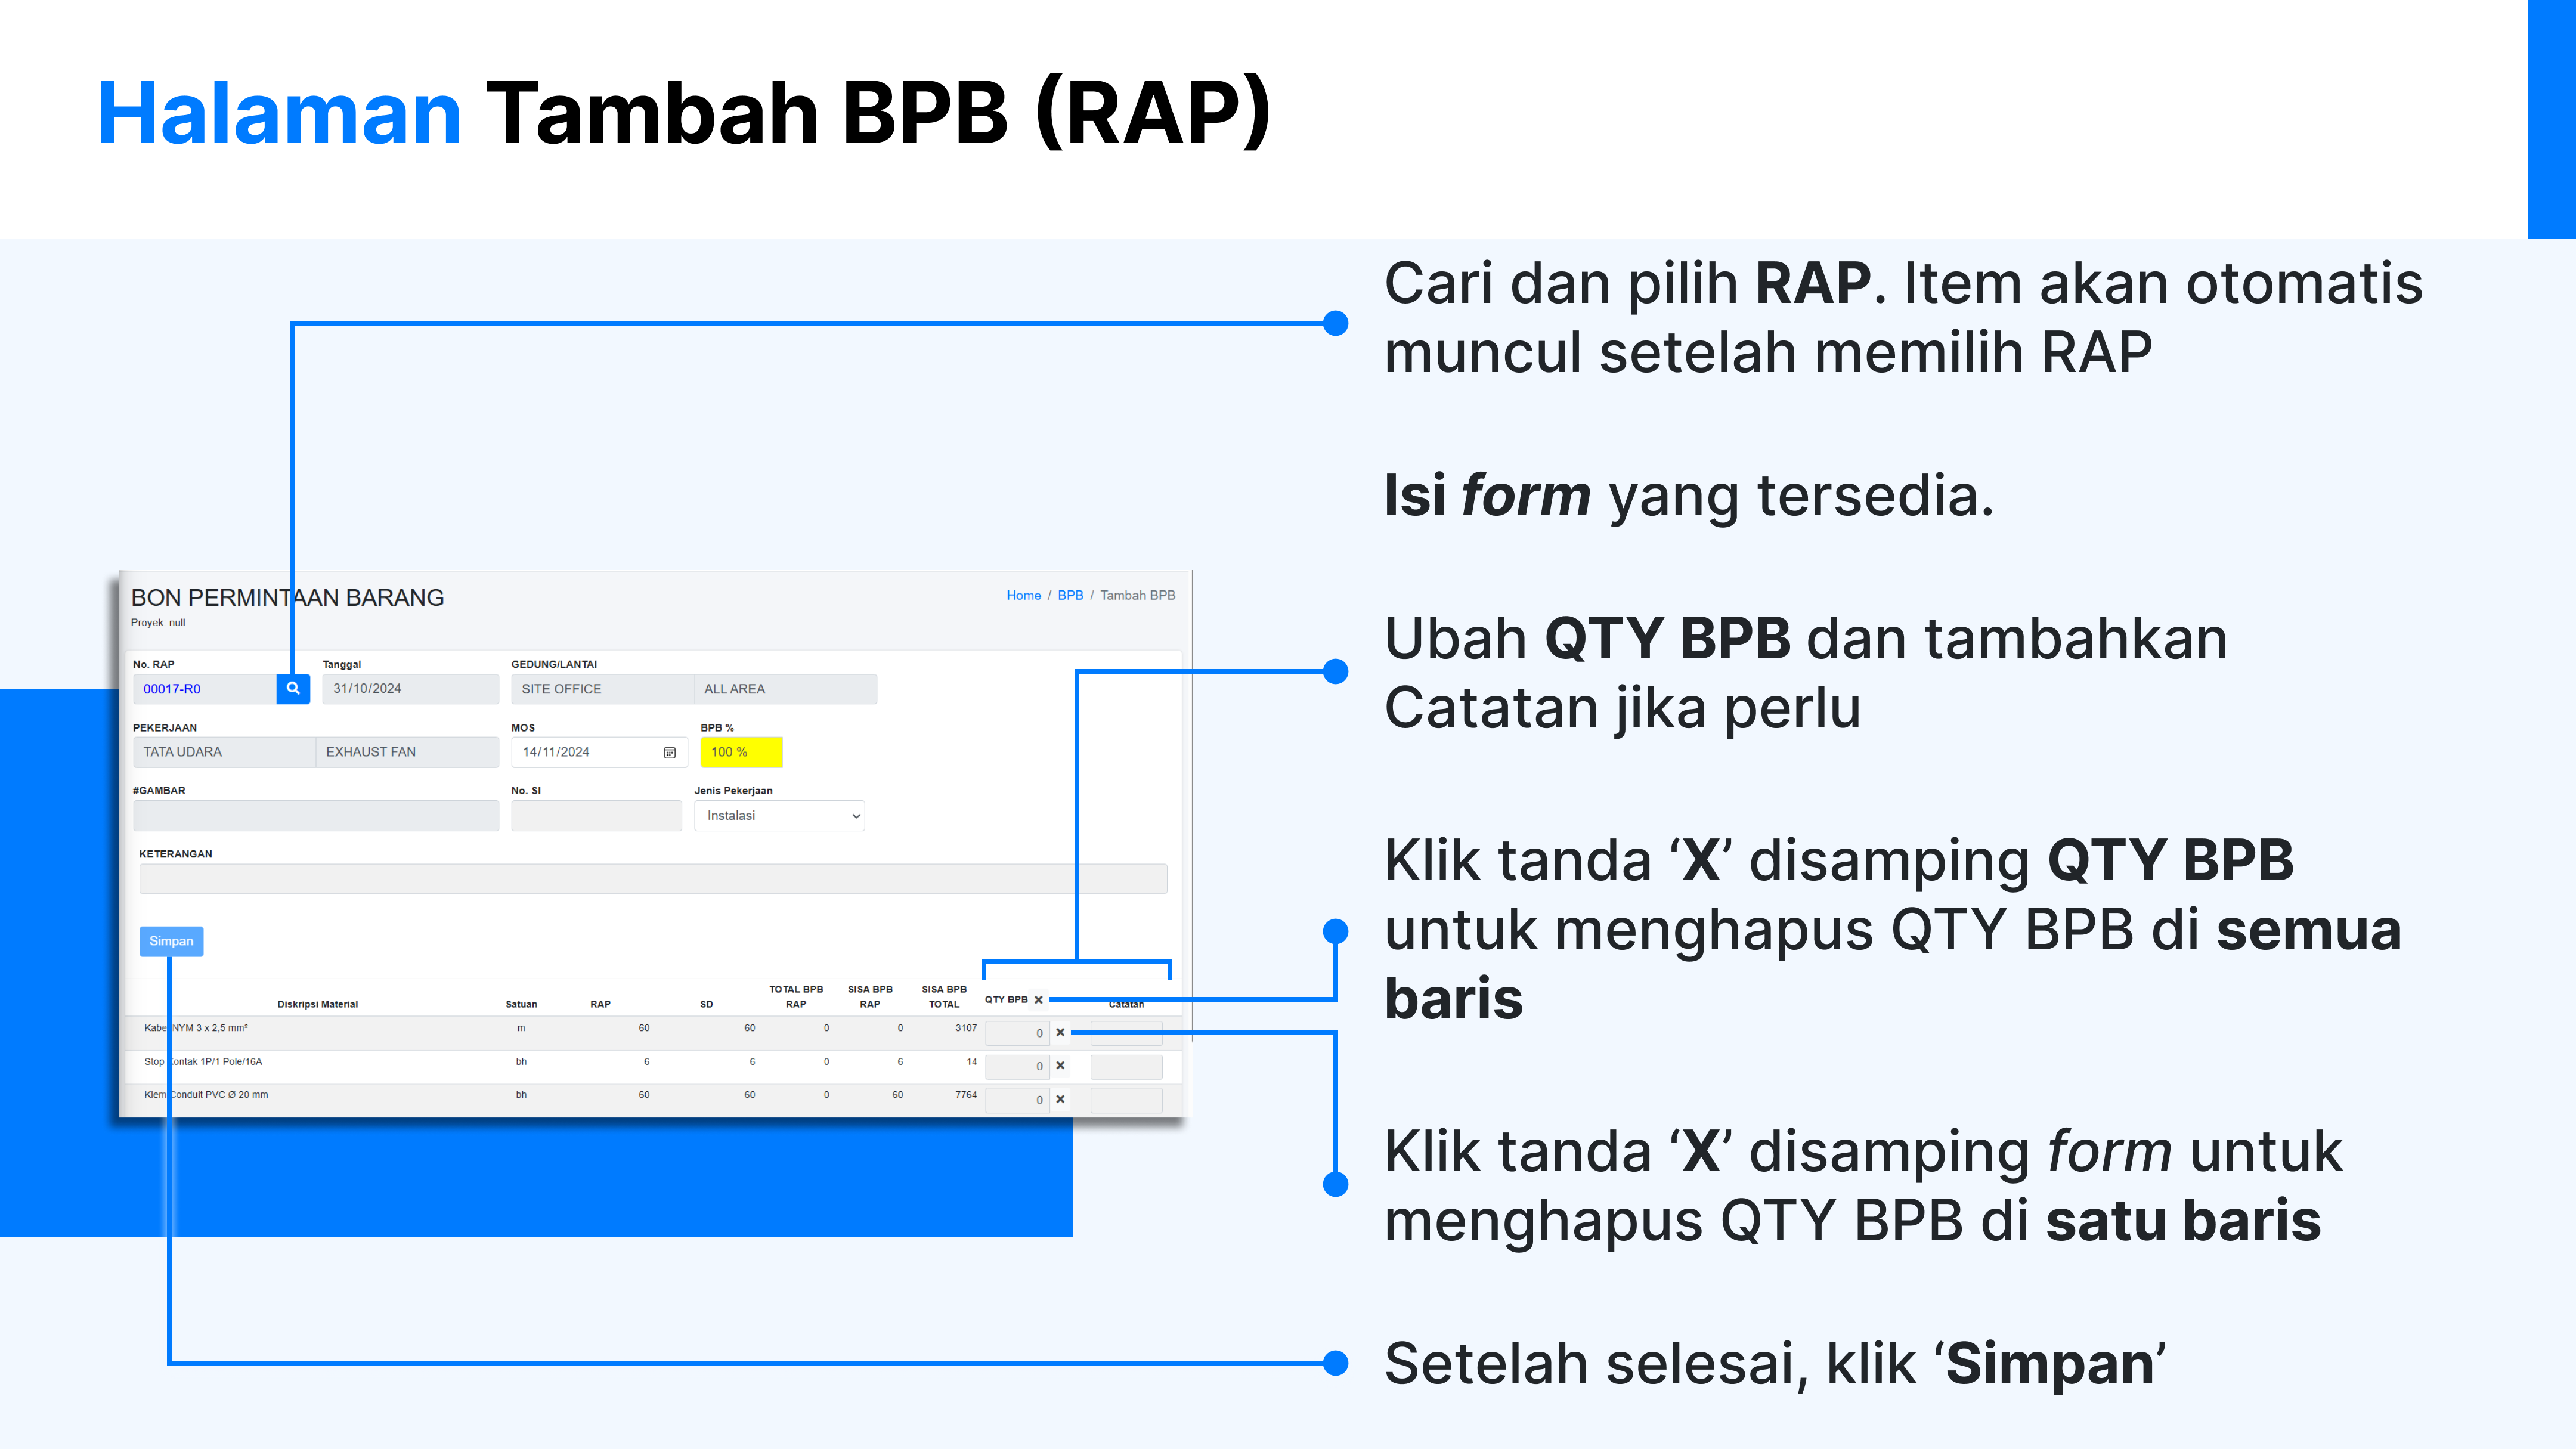 Halaman Tambah BPB (RAP)
Cari dan pilih RAP. Item akan otomatis
muncul setelah memilih RAP
Isi form yang tersedia.
Ubah QTY BPB dan tambahkan
Catatan jika perlu
Klik tanda ‘X’ disamping QTY BPB
untuk menghapus QTY BPB di semua
baris
Klik tanda ‘X’ disamping form untuk
menghapus QTY BPB di satu baris
Setelah selesai, klik ‘Simpan’
BON PERMINTAAN BARANG
Home / BPB / Tambah BPB
Proyek: null
No. RAP Tanggal GEDUNG/LANTAI
00017-R0 31/10/2024 SITE OFFICE ALL AREA
PEKERJAAN MOS BPB %
TATA UDARA EXHAUST FAN 14/11/2024 100 %
#GAMBAR No. SI Jenis Pekerjaan
Instalasi
KETERANGAN
Simpan
Diskripsi Material Satuan RAP SD TOTAL BPB RAP SISA BPB RAP SISA BPB TOTAL QTY BPB Catatan
Kabel NYM 3 x 2,5 mm² m 60 60 0 0 3107 0
Stop Kontak 1P/1 Pole/16A bh 6 6 0 6 14 0
Klem Conduit PVC Ø 20 mm bh 60 60 0 60 7764 0